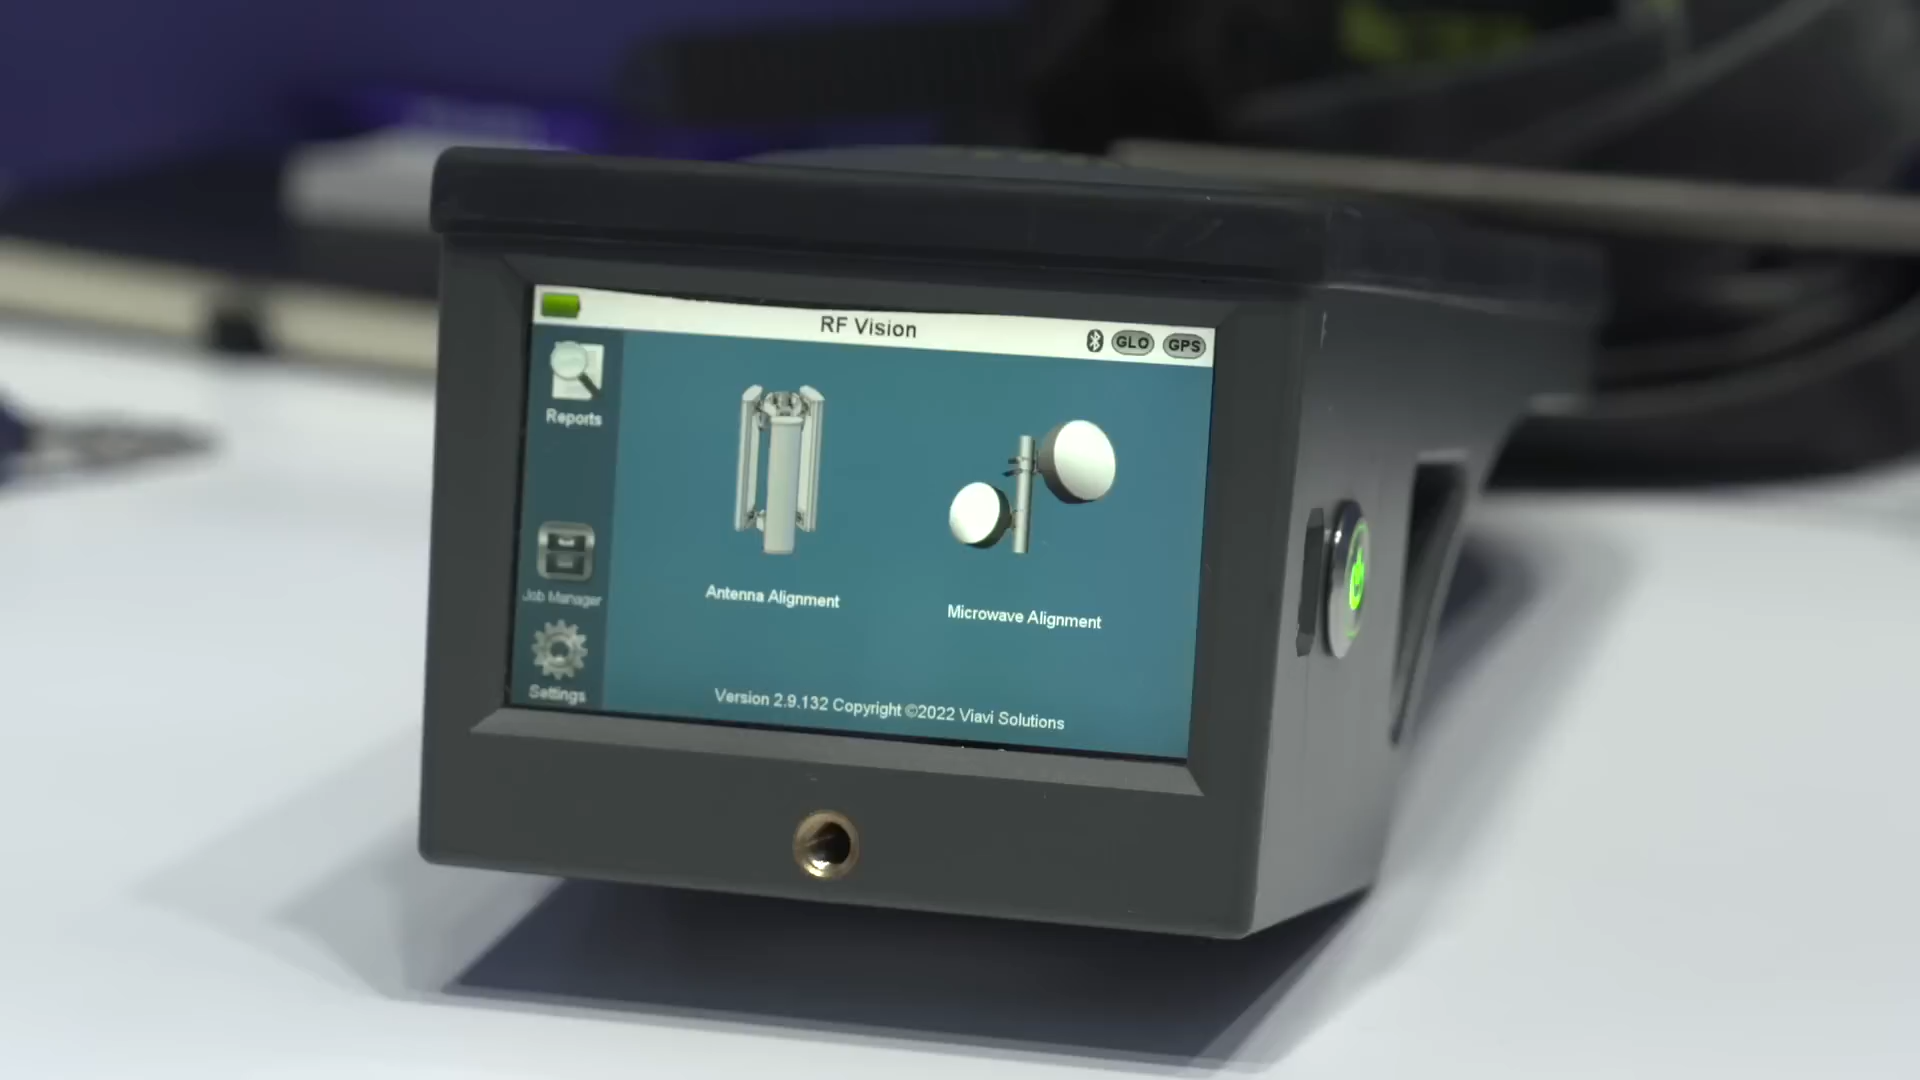 RF Vision
GLO
GPS
Reports
Job Manager
Settings
Antenna Alignment
Microwave Alignment
Version 2.9.132 Copyright ©2022 Viavi Solutions